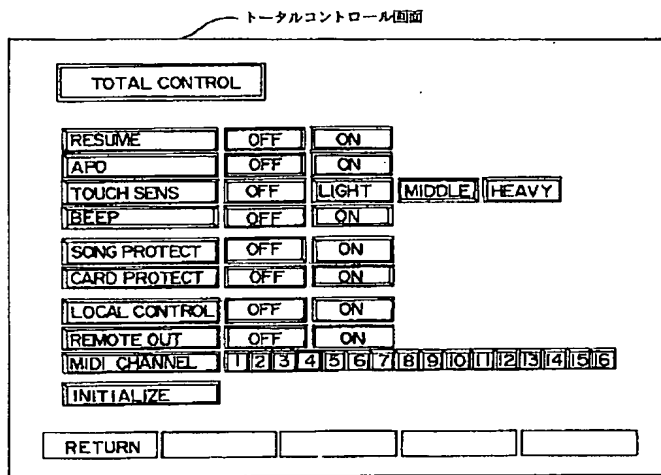 トータルコントロール画面
TOTAL CONTROL
RESUME OFF ON
APO OFF ON
TOUCH SENS OFF LIGHT MIDDLE HEAVY
BEEP OFF ON
SONG PROTECT OFF ON
CARD PROTECT OFF ON
LOCAL CONTROL OFF ON
REMOTE OUT OFF ON
MIDI CHANNEL 1 2 3 4 5 6 7 8 9 10 11 12 13 14 15 16
INITIALIZE
RETURN